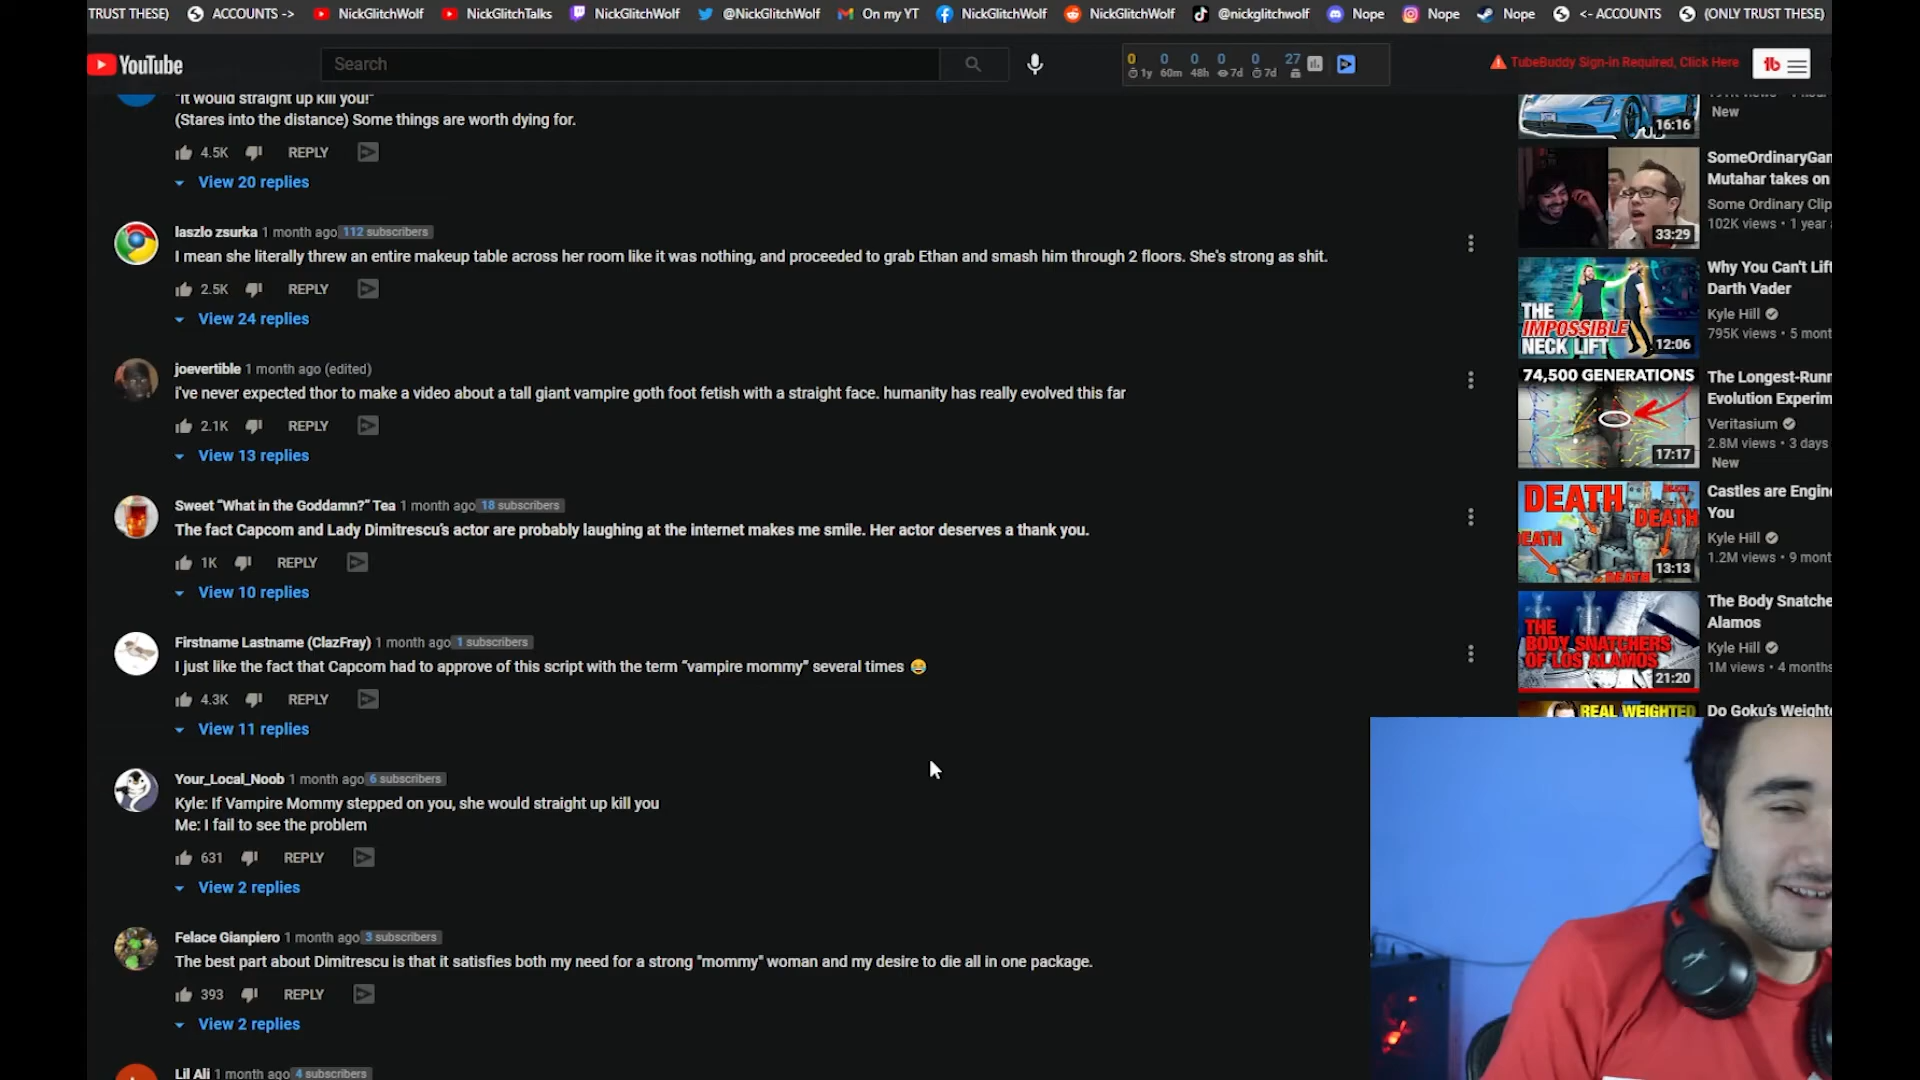 TRUST THESE) ACCOUNTS -> NickGlitchWolf NickGlitchTalks NickGlitchWolf @NickGlitchWolf On my YT NickGlitchWolf NickGlitchWolf @nickglitchwolf Nope Nope Nope <- ACCOUNTS (ONLY TRUST THESE)
YouTube Search
0 0 0 0 0 27
1y 60m 48h 7d 7d
TubeBuddy Sign-in Required, Click Here
"It would straight up kill you!"
(Stares into the distance) Some things are worth dying for.
4.5K REPLY
View 20 replies
laszlo zsurka 1 month ago 112 subscribers
I mean she literally threw an entire makeup table across her room like it was nothing, and proceeded to grab Ethan and smash him through 2 floors. She's strong as shit.
2.5K REPLY
View 24 replies
joevertible 1 month ago (edited)
i've never expected thor to make a video about a tall giant vampire goth foot fetish with a straight face. humanity has really evolved this far
2.1K REPLY
View 13 replies
Sweet “What in the Goddamn?” Tea 1 month ago 18 subscribers
The fact Capcom and Lady Dimitrescu’s actor are probably laughing at the internet makes me smile. Her actor deserves a thank you.
1K REPLY
View 10 replies
Firstname Lastname (ClazFray) 1 month ago 1 subscribers
I just like the fact that Capcom had to approve of this script with the term “vampire mommy” several times 😂
4.3K REPLY
View 11 replies
Your_Local_Noob 1 month ago 6 subscribers
Kyle: If Vampire Mommy stepped on you, she would straight up kill you
Me: I fail to see the problem
631 REPLY
View 2 replies
Felace Gianpiero 1 month ago 3 subscribers
The best part about Dimitrescu is that it satisfies both my need for a strong "mommy" woman and my desire to die all in one package.
393 REPLY
View 2 replies
Lil Ali 1 month ago 4 subscribers
16:16
New
SomeOrdinaryGam
Mutahar takes on
Some Ordinary Clip
102K views • 1 year
33:29
Why You Can't Lift
Darth Vader
Kyle Hill
795K views • 5 mont
THE
IMPOSSIBLE
NECK LIFT
12:06
74,500 GENERATIONS
17:17
The Longest-Runn
Evolution Experim
Veritasium
2.8M views • 3 days
New
DEATH
DEATH
DEATH
DEATH
13:13
Castles are Engine
You
Kyle Hill
1.2M views • 9 mont
THE
BODY SNATCHERS
OF LOS ALAMOS
21:20
The Body Snatche
Alamos
Kyle Hill
1M views • 4 months
REAL WEIGHTED
Do Goku's Weighte